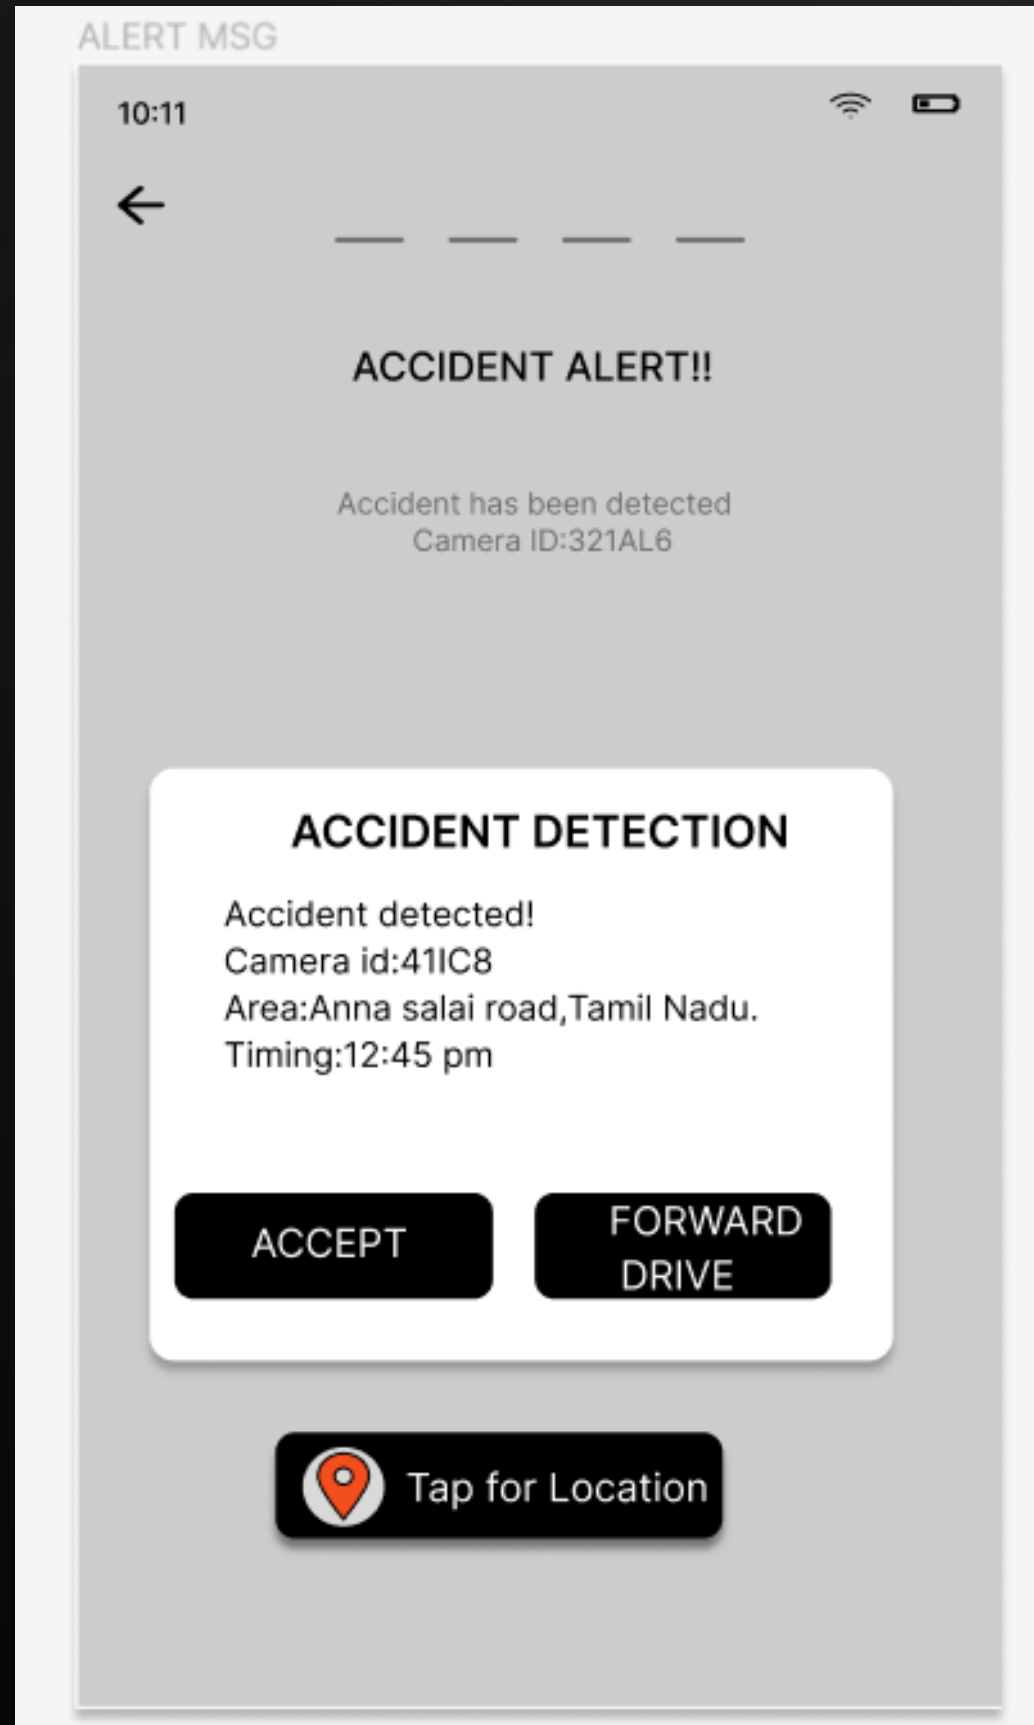 ALERT MSG
10:11
ACCIDENT ALERT!!
Accident has been detected
Camera ID:321AL6
ACCIDENT DETECTION
Accident detected!
Camera id:41IC8
Area:Anna salai road,Tamil Nadu.
Timing:12:45 pm
ACCEPT
FORWARD
DRIVE
Tap for Location